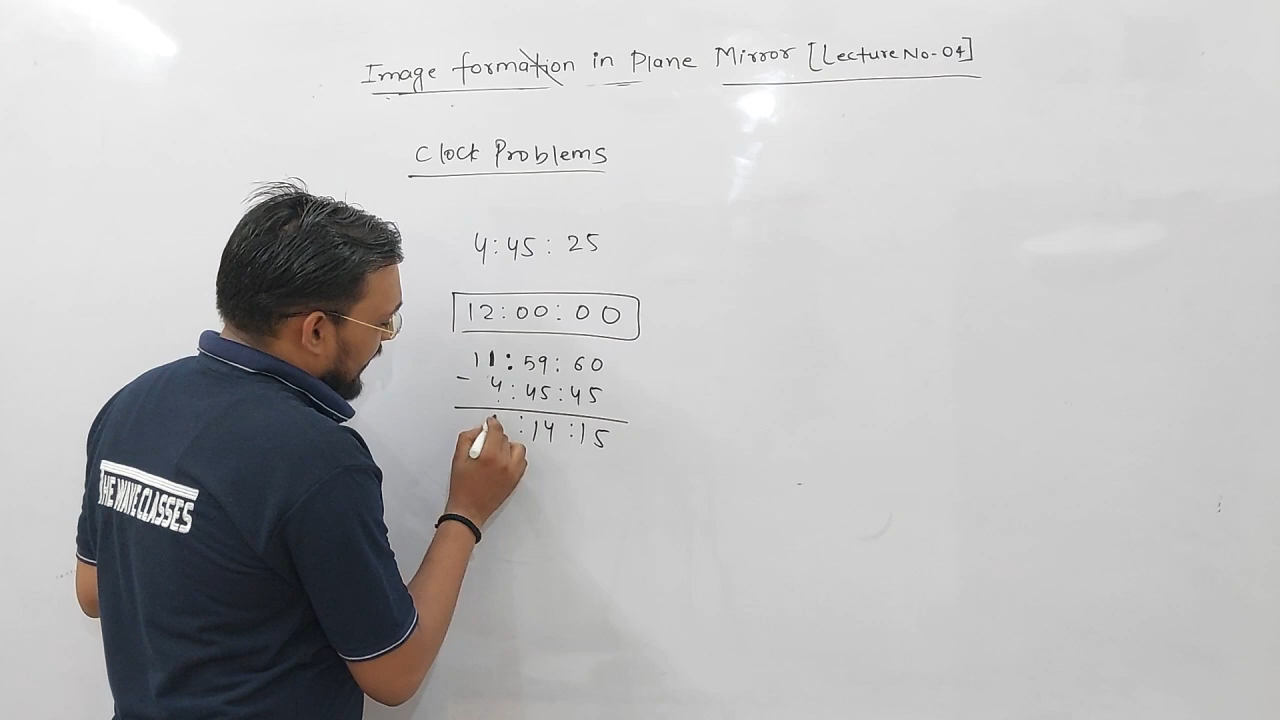 Image formation in Plane Mirror [Lecture No-04]
Clock Problems
4:45:25
12:00:00
11:59:60
- 4:45:45
:14:15
THE WAVE CLASSES